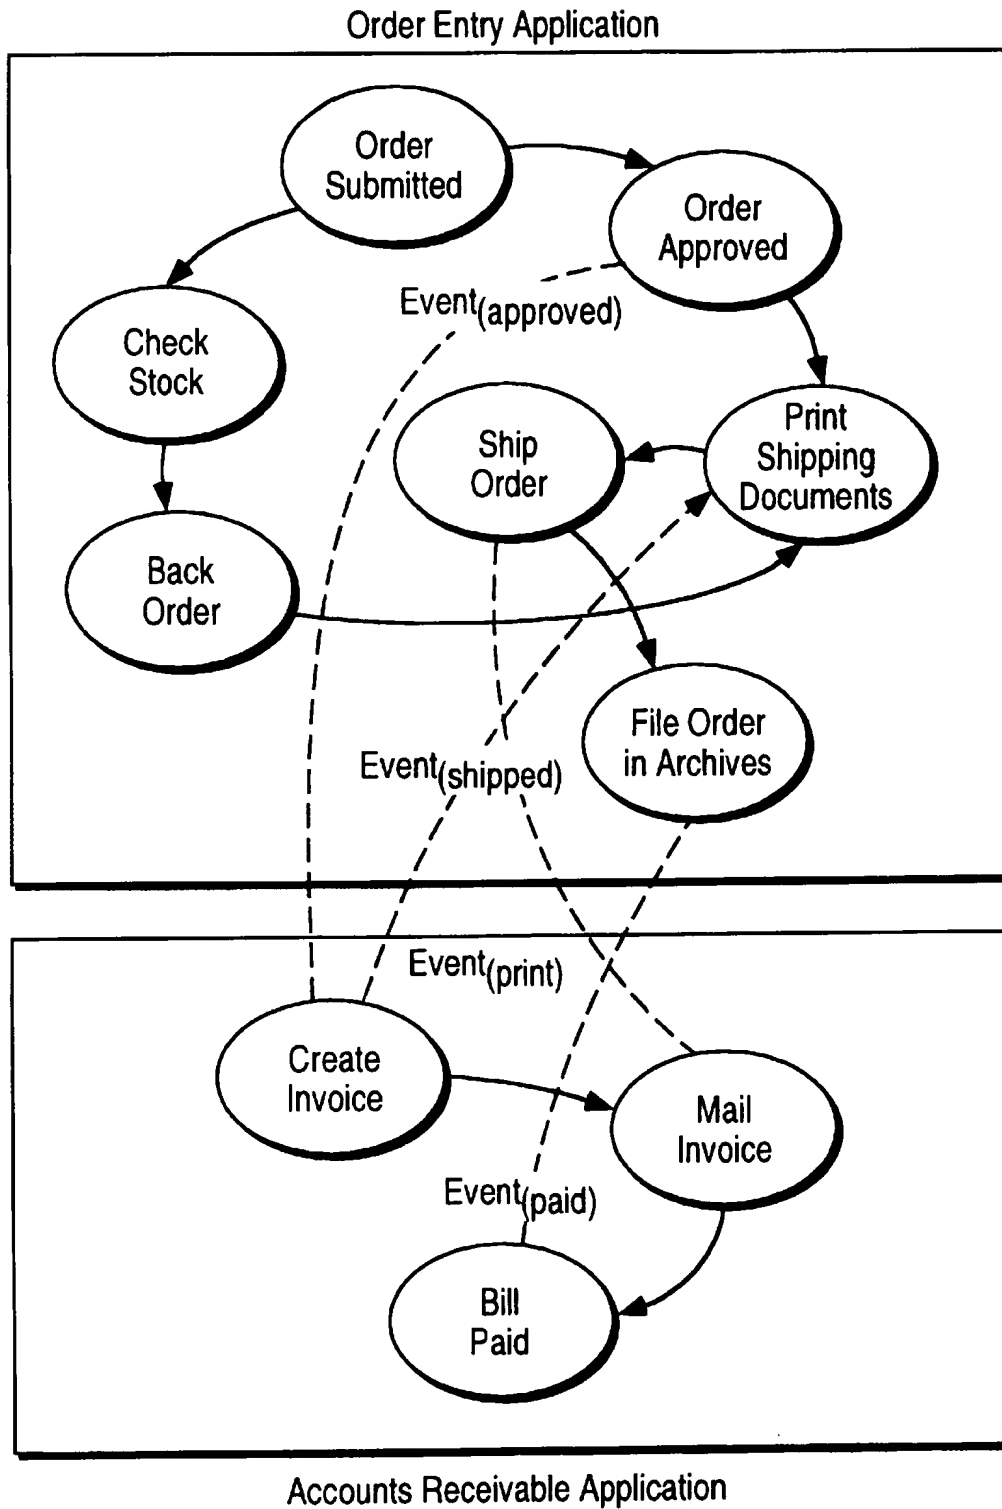 Order Entry Application
Order
Submitted
Order
Approved
Event(approved)
Check
Stock
Ship
Order
Print
Shipping
Documents
Back
Order
File Order
in Archives
Event(shipped)
Event(print)
Create
Invoice
Mail
Invoice
Event(paid)
Bill
Paid
Accounts Receivable Application